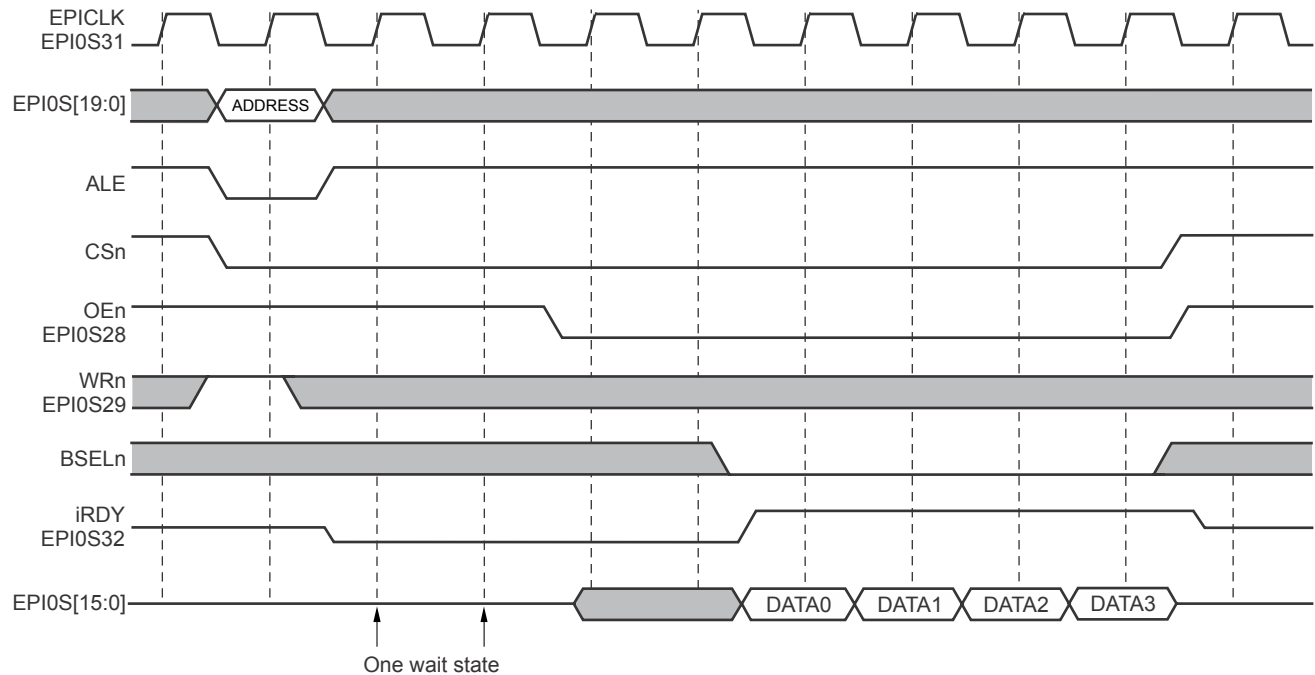 EPICLK
EPI0S31
EPI0S[19:0]
ADDRESS
ALE
CSn
OEn
EPI0S28
WRn
EPI0S29
BSELn
iRDY
EPI0S32
EPI0S[15:0]
DATA0
DATA1
DATA2
DATA3
One wait state